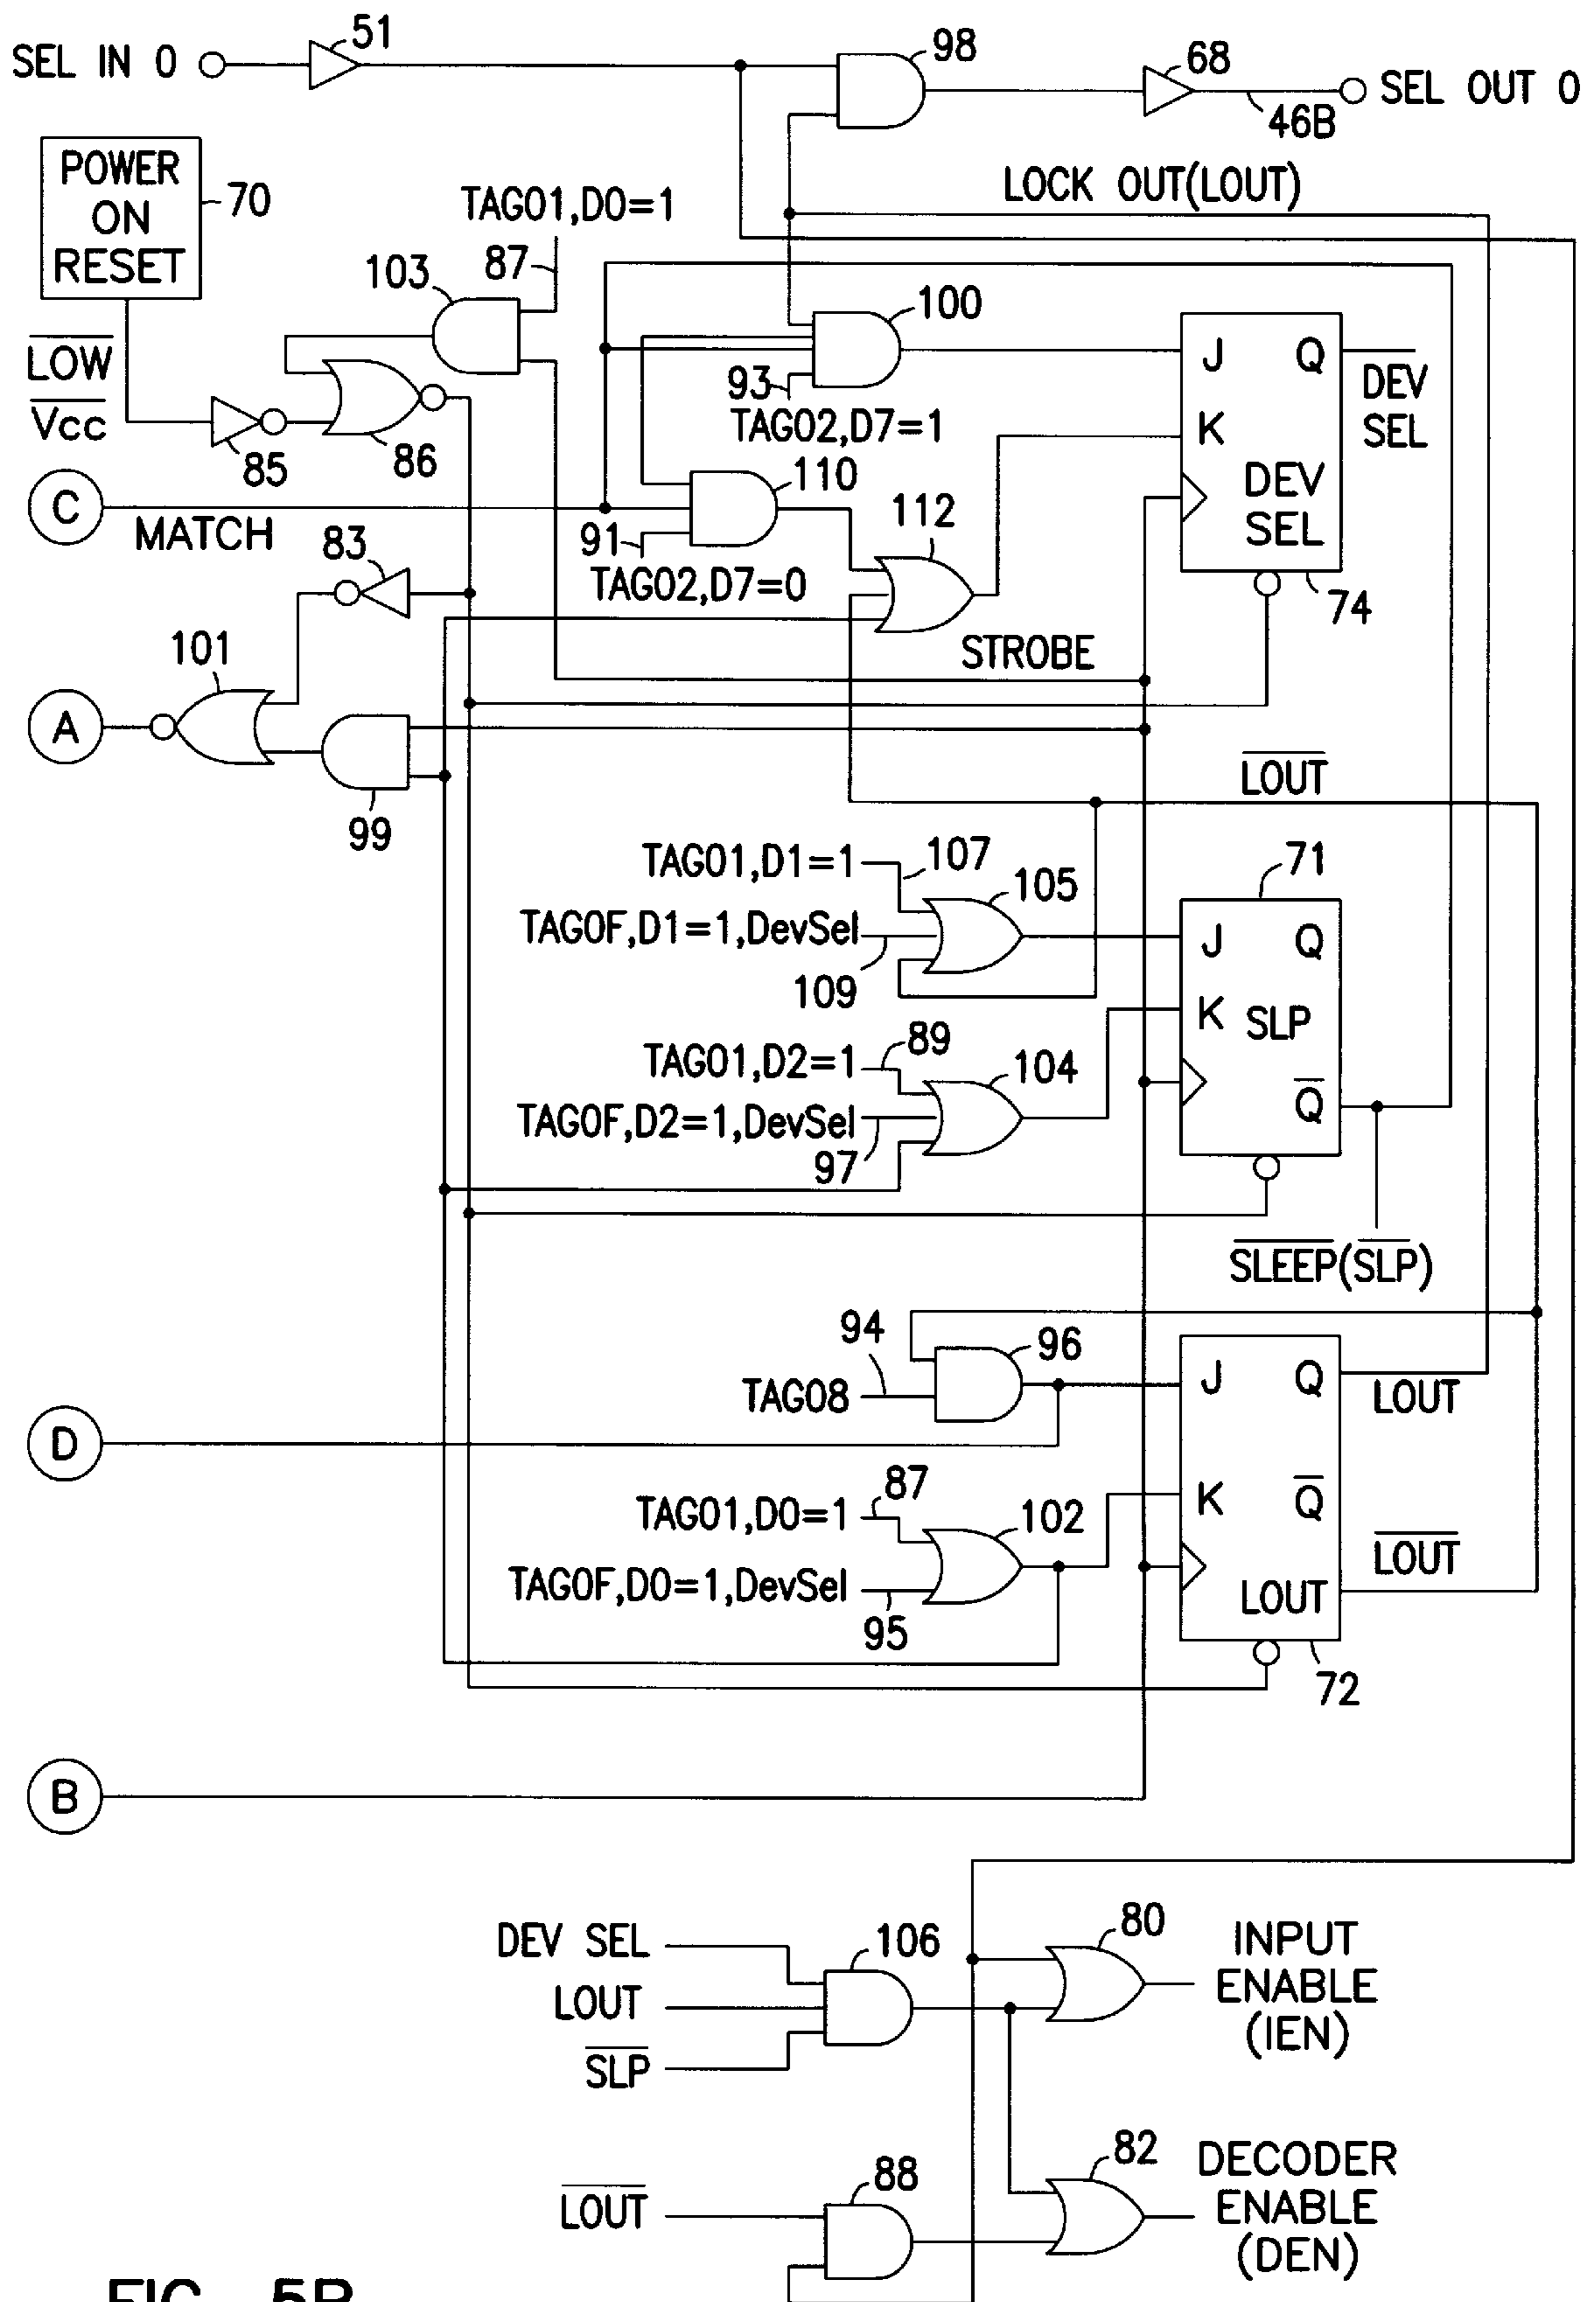 SEL IN 0
51
98
68
SEL OUT 0
46B
POWER
ON
RESET
70
TAG01,D0=1
LOCK OUT(LOUT)
103
87
100
J
Q
LOW
Vcc
93
DEV
SEL
TAG02,D7=1
K
85
86
110
DEV
SEL
C
MATCH
112
83
91
TAG02,D7=0
74
101
STROBE
A
LOUT
99
TAG01,D1=1
107
71
105
TAG0F,D1=1,DevSel
J
Q
109
K
SLP
TAG01,D2=1
89
104
TAG0F,D2=1,DevSel
Q
97
SLEEP(SLP)
94
96
J
Q
TAG08
LOUT
D
87
K
Q
TAG01,D0=1
102
LOUT
TAG0F,D0=1,DevSel
LOUT
95
72
B
80
DEV SEL
106
INPUT
ENABLE
(IEN)
LOUT
SLP
82
DECODER
ENABLE
(DEN)
88
LOUT
FIG. 5B